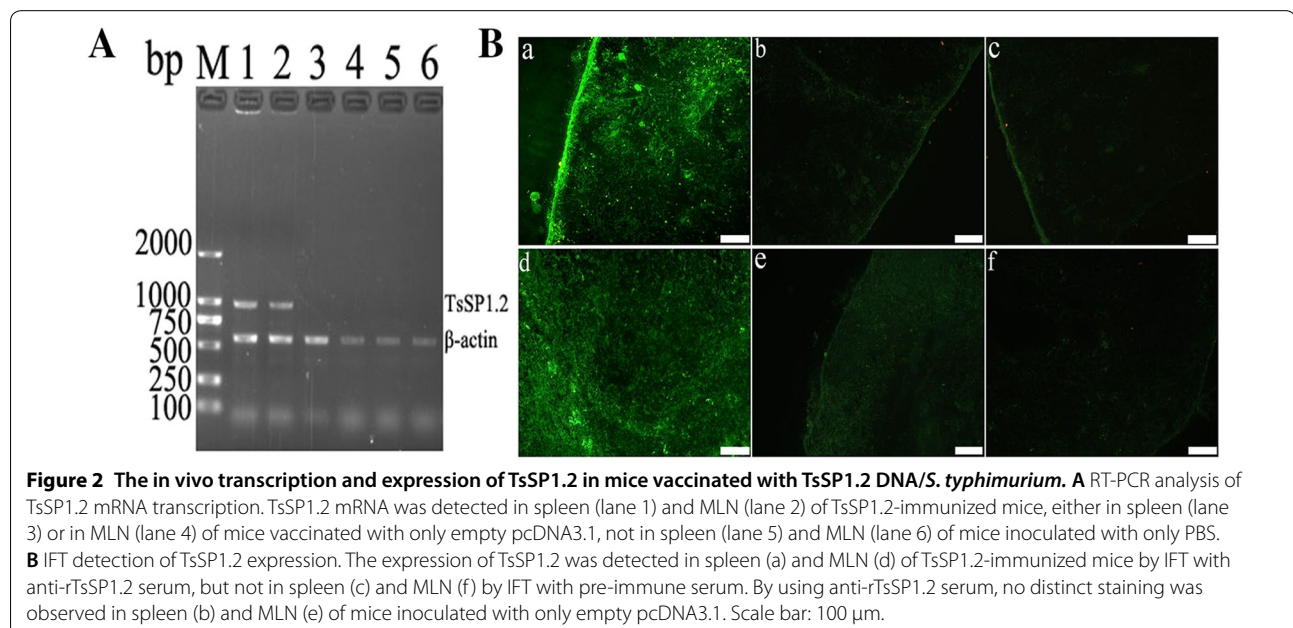 A
bp M 1 2 3 4 5 6
2000
1000
750
500
250
100
TsSP1.2
β-actin
B
a b c
d e f
Figure 2 The in vivo transcription and expression of TsSP1.2 in mice vaccinated with TsSP1.2 DNA/S. typhimurium. A RT-PCR analysis of
TsSP1.2 mRNA transcription. TsSP1.2 mRNA was detected in spleen (lane 1) and MLN (lane 2) of TsSP1.2-immunized mice, either in spleen (lane
3) or in MLN (lane 4) of mice vaccinated with only empty pcDNA3.1, not in spleen (lane 5) and MLN (lane 6) of mice inoculated with only PBS.
B IFT detection of TsSP1.2 expression. The expression of TsSP1.2 was detected in spleen (a) and MLN (d) of TsSP1.2-immunized mice by IFT with
anti-rTsSP1.2 serum, but not in spleen (c) and MLN (f) by IFT with pre-immune serum. By using anti-rTsSP1.2 serum, no distinct staining was
observed in spleen (b) and MLN (e) of mice inoculated with only empty pcDNA3.1. Scale bar: 100 μm.